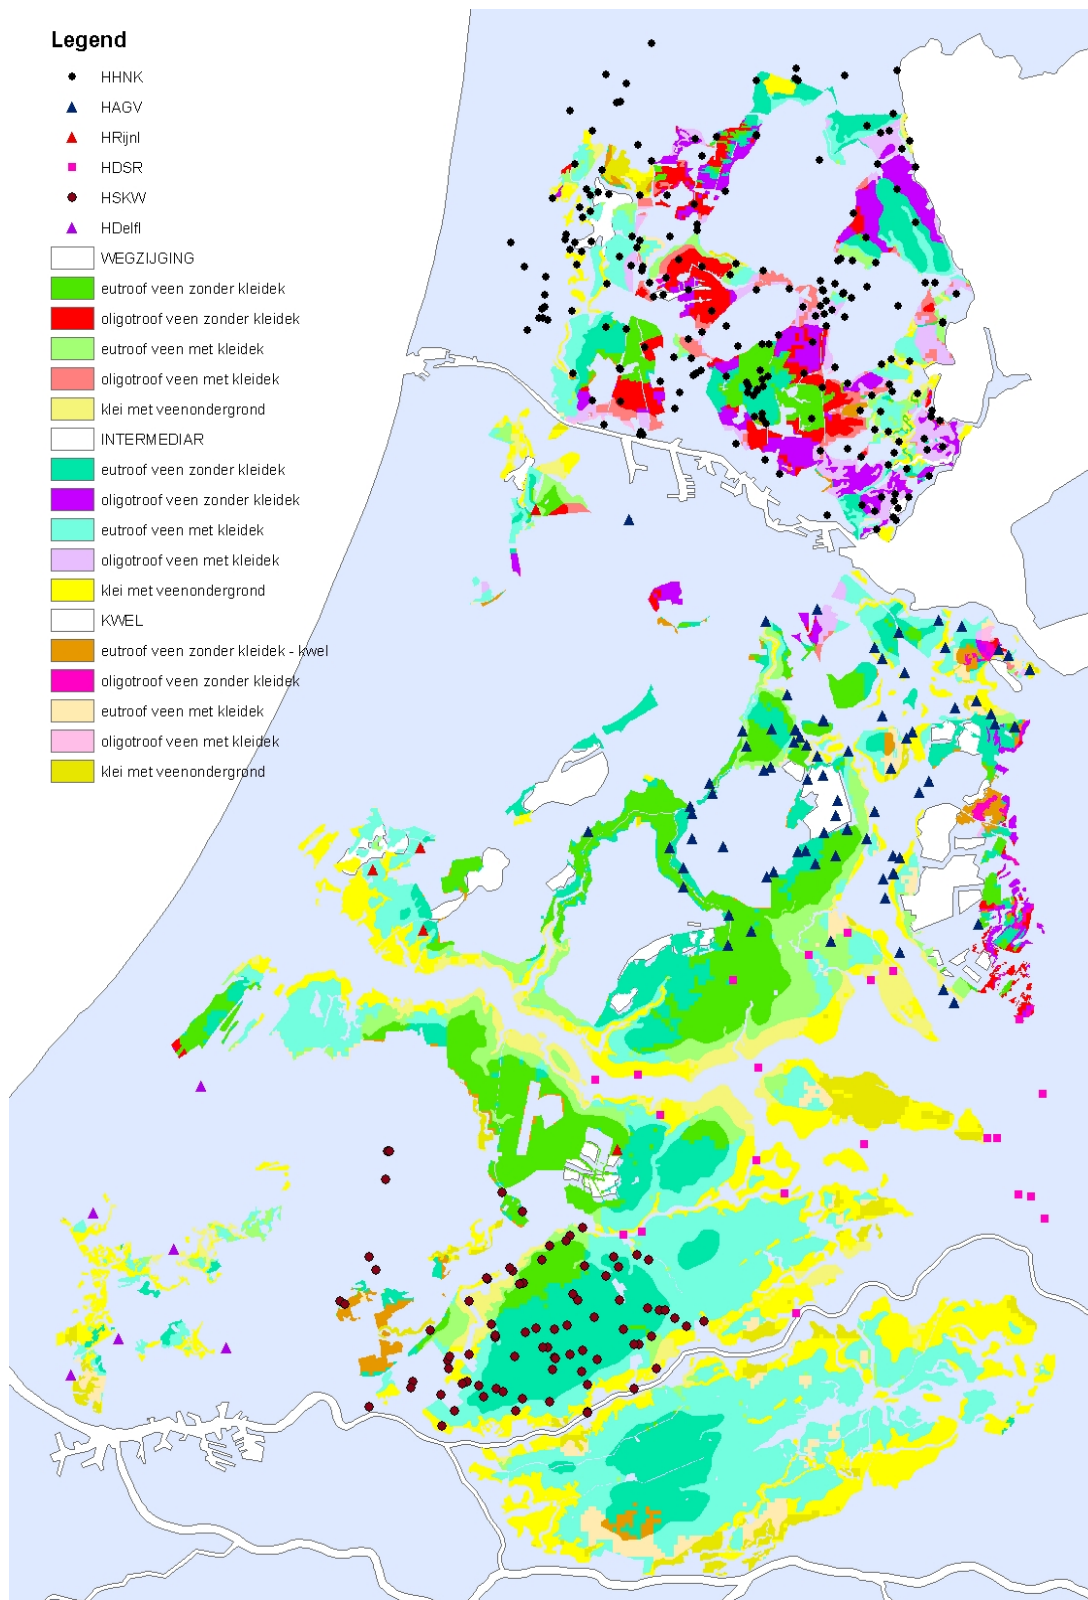 Legend
HHNK
HAGV
HRijnl
HDSR
HSKW
HDelfl
WEGZIJGING
eutroof veen zonder kleidek
oligotroof veen zonder kleidek
eutroof veen met kleidek
oligotroof veen met kleidek
klei met veenondergrond
INTERMEDIAR
eutroof veen zonder kleidek
oligotroof veen zonder kleidek
eutroof veen met kleidek
oligotroof veen met kleidek
klei met veenondergrond
KWEL
eutroof veen zonder kleidek - kwel
oligotroof veen zonder kleidek
eutroof veen met kleidek
oligotroof veen met kleidek
klei met veenondergrond